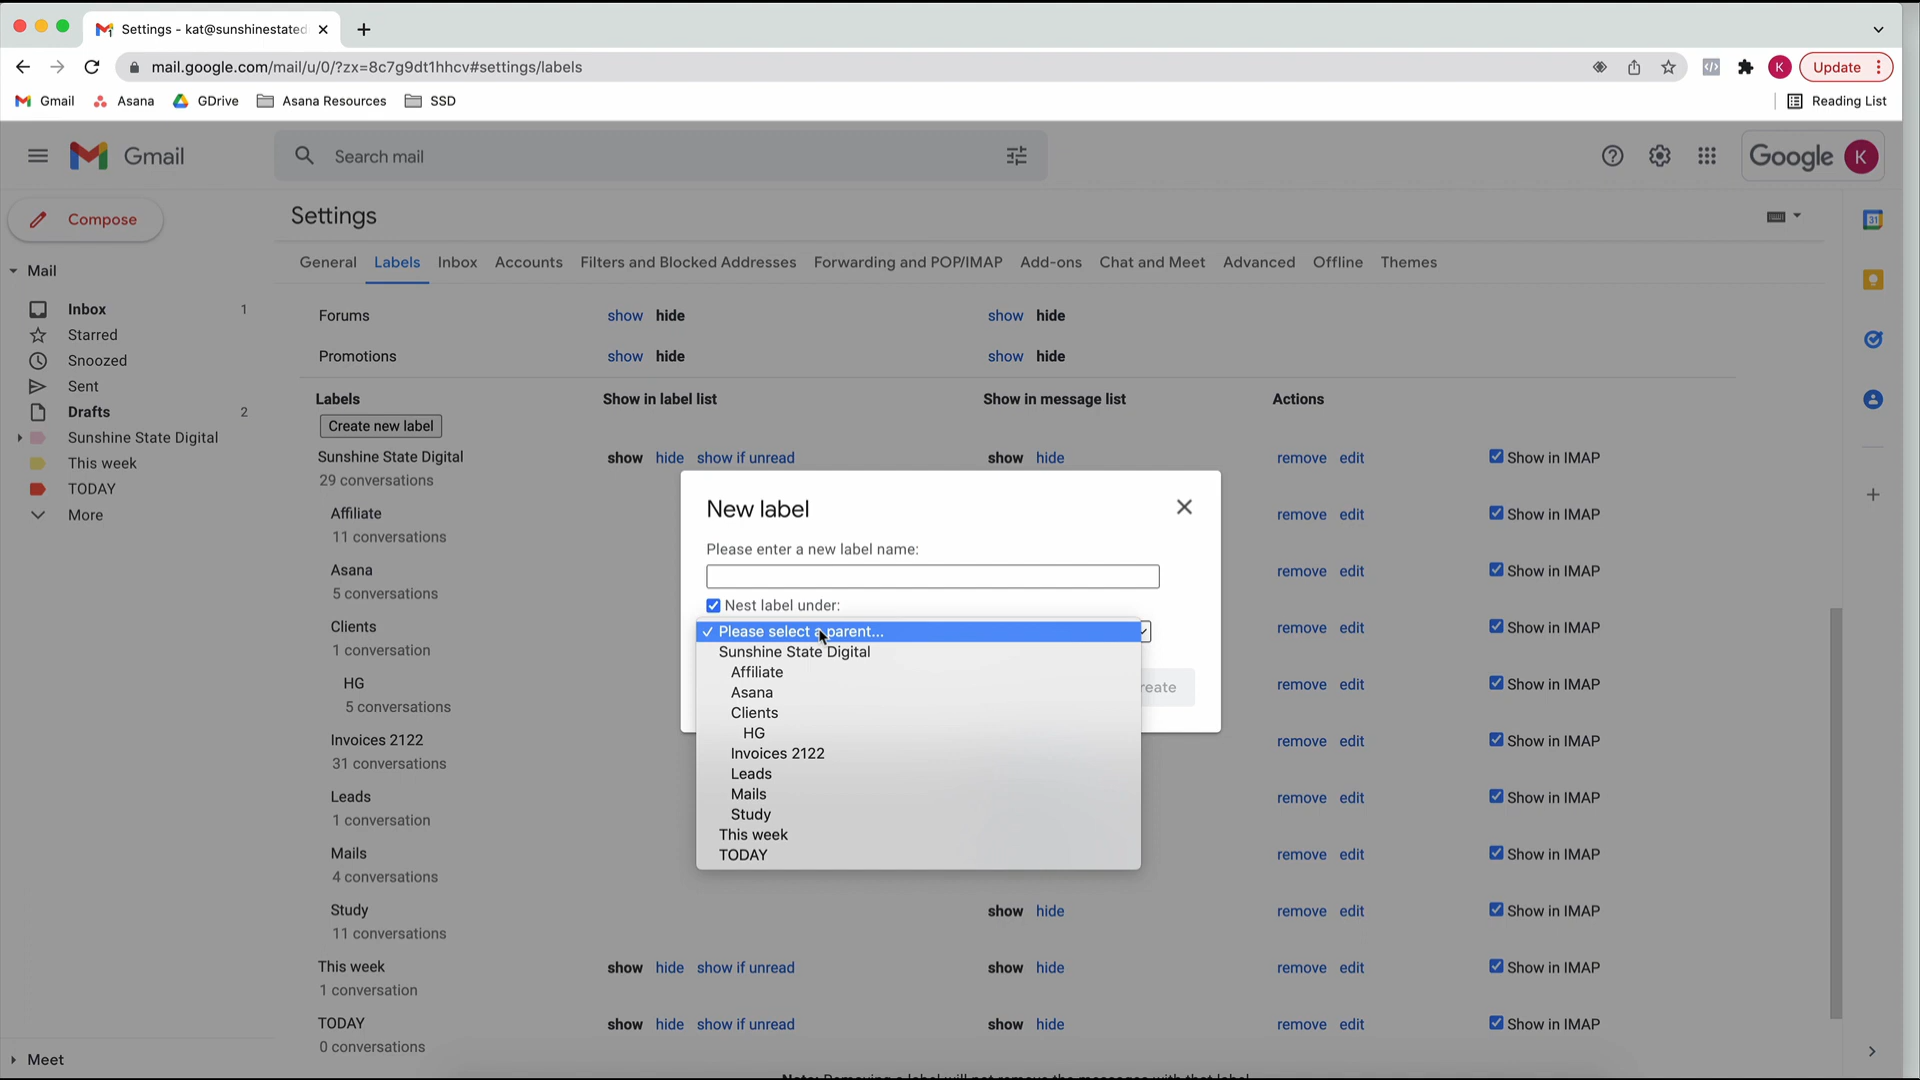 Settings - kat@sunshinestated
mail.google.com/mail/u/0/?zx=8c7g9dt1hhcv#settings/labels
K
Update
Gmail
Asana
GDrive
Asana Resources
SSD
Reading List
Gmail
Search mail
Google
K
Compose
Settings
General
Labels
Inbox
Accounts
Filters and Blocked Addresses
Forwarding and POP/IMAP
Add-ons
Chat and Meet
Advanced
Offline
Themes
Mail
Inbox 1
Starred
Snoozed
Sent
Drafts 2
Sunshine State Digital
This week
TODAY
More
Meet
31
Forums show hide show hide
Promotions show hide show hide
Labels Show in label list Show in message list Actions
Create new label
Sunshine State Digital show hide show if unread show hide remove edit Show in IMAP
29 conversations
Affiliate remove edit Show in IMAP
11 conversations
Asana remove edit Show in IMAP
5 conversations
Clients remove edit Show in IMAP
1 conversation
HG remove edit Show in IMAP
5 conversations
Invoices 2122 remove edit Show in IMAP
31 conversations
Leads remove edit Show in IMAP
1 conversation
Mails remove edit Show in IMAP
4 conversations
Study show hide remove edit Show in IMAP
11 conversations
This week show hide show if unread show hide remove edit Show in IMAP
1 conversation
TODAY show hide show if unread show hide remove edit Show in IMAP
0 conversations
New label
Please enter a new label name:
Nest label under:
Please select a parent...
Sunshine State Digital
Affiliate
Asana
Clients
HG
Invoices 2122
Leads
Mails
Study
This week
TODAY
reate
Note: Removing a label will not remove the messages with that label.